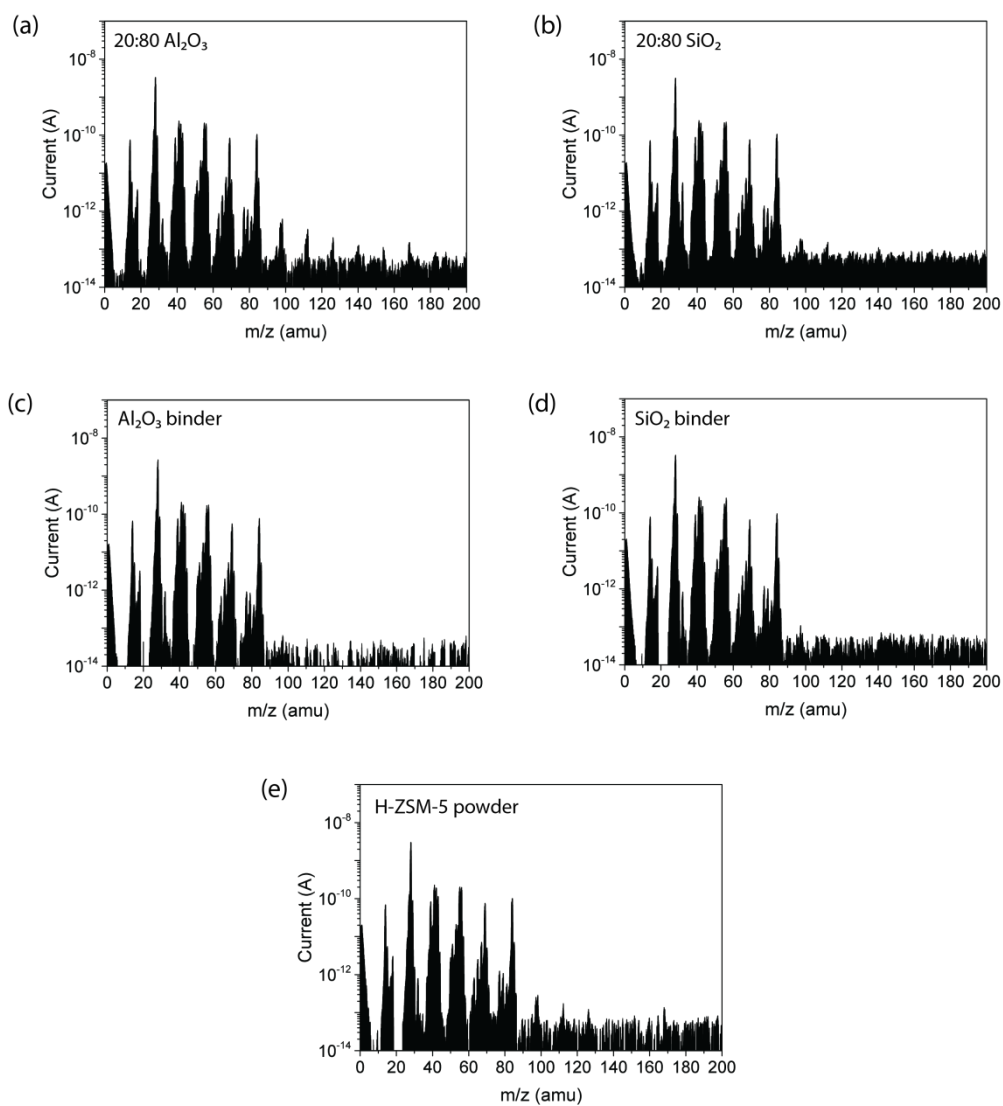 (a)
20:80 Al₂O₃
Current (A)
10⁻⁸
10⁻¹⁰
10⁻¹²
10⁻¹⁴
0 20 40 60 80 100 120 140 160 180 200
m/z (amu)
(b)
20:80 SiO₂
Current (A)
10⁻⁸
10⁻¹⁰
10⁻¹²
10⁻¹⁴
0 20 40 60 80 100 120 140 160 180 200
m/z (amu)
(c)
Al₂O₃ binder
Current (A)
10⁻⁸
10⁻¹⁰
10⁻¹²
10⁻¹⁴
0 20 40 60 80 100 120 140 160 180 200
m/z (amu)
(d)
SiO₂ binder
Current (A)
10⁻⁸
10⁻¹⁰
10⁻¹²
10⁻¹⁴
0 20 40 60 80 100 120 140 160 180 200
m/z (amu)
(e)
H-ZSM-5 powder
Current (A)
10⁻⁸
10⁻¹⁰
10⁻¹²
10⁻¹⁴
0 20 40 60 80 100 120 140 160 180 200
m/z (amu)